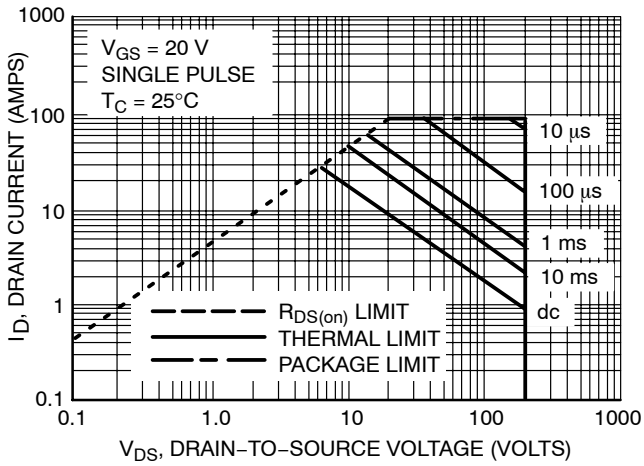 1000
100
10
1
0.1
I_D, DRAIN CURRENT (AMPS)
V_GS = 20 V
SINGLE PULSE
T_C = 25°C
10 μs
100 μs
1 ms
10 ms
dc
R_DS(on) LIMIT
THERMAL LIMIT
PACKAGE LIMIT
0.1 1.0 10 100 1000
V_DS, DRAIN−TO−SOURCE VOLTAGE (VOLTS)